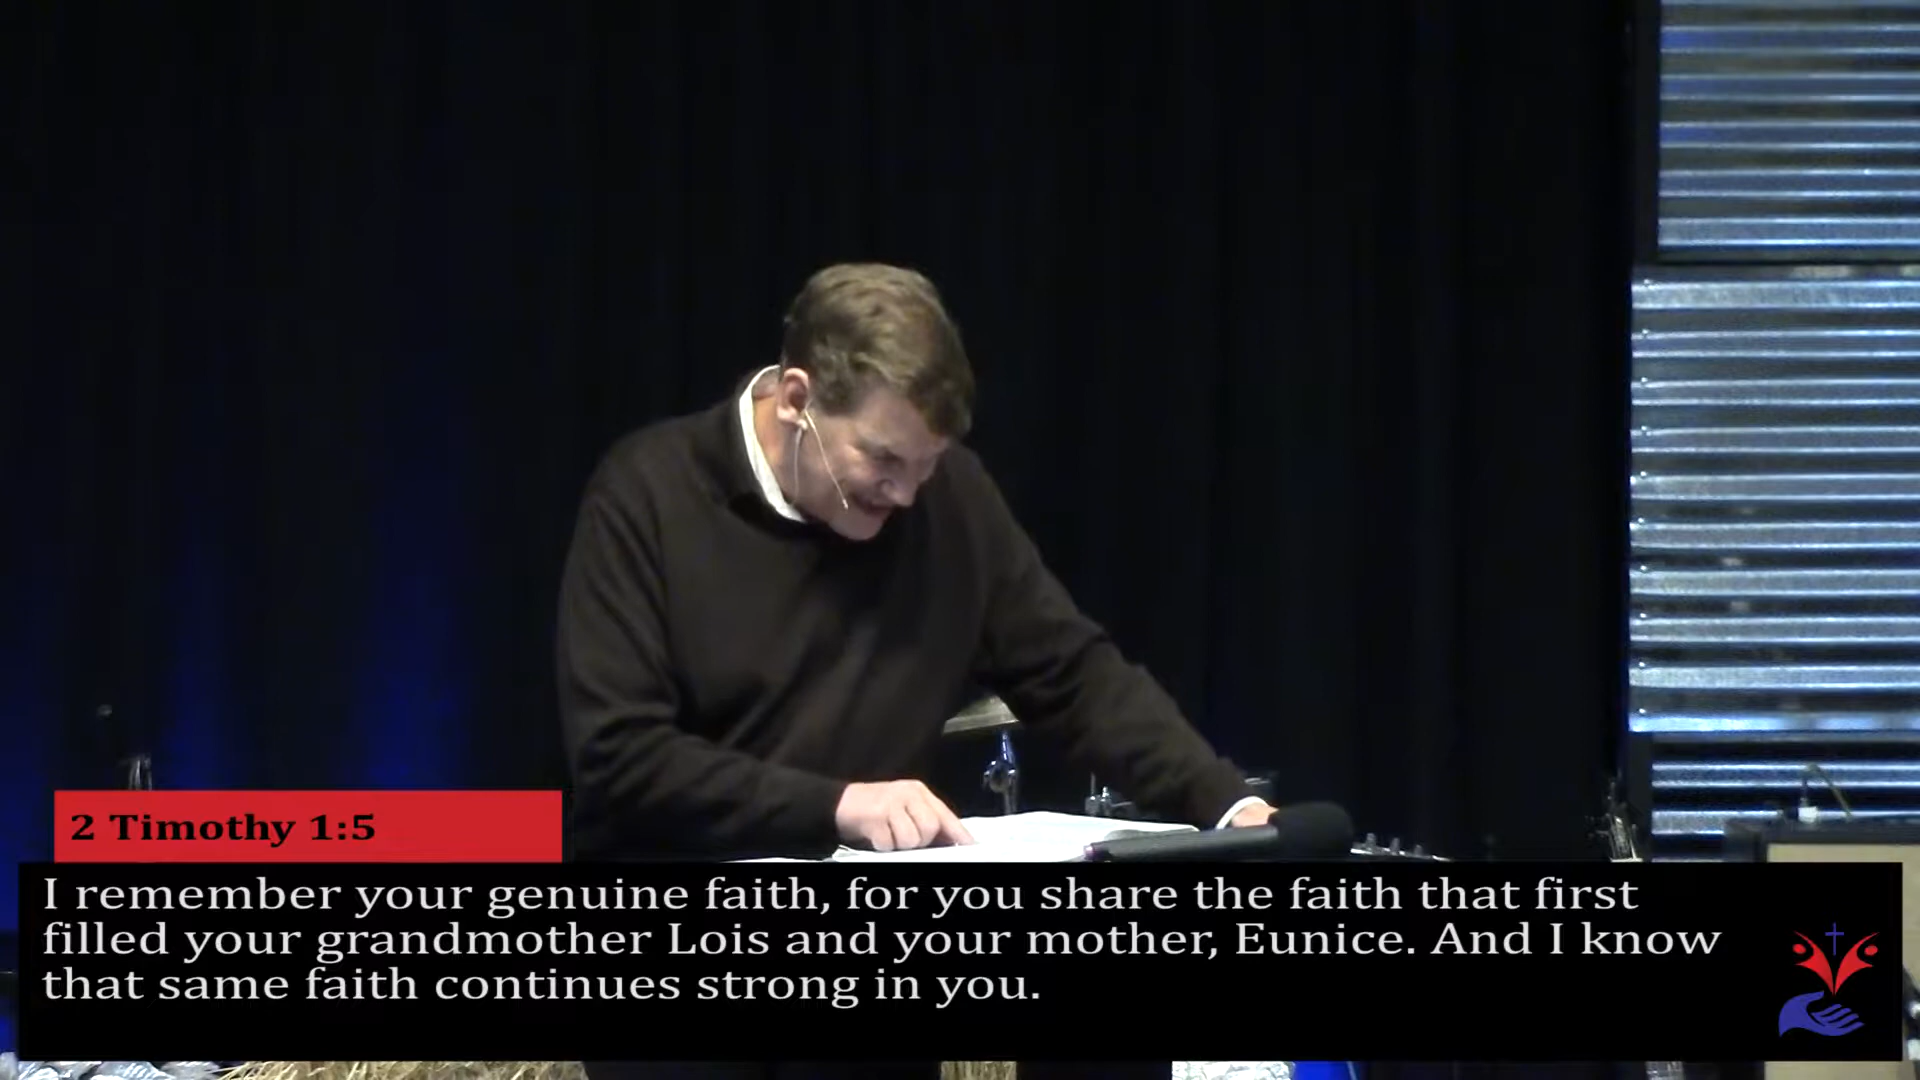 2 Timothy 1:5
I remember your genuine faith, for you share the faith that first
filled your grandmother Lois and your mother, Eunice. And I know
that same faith continues strong in you.